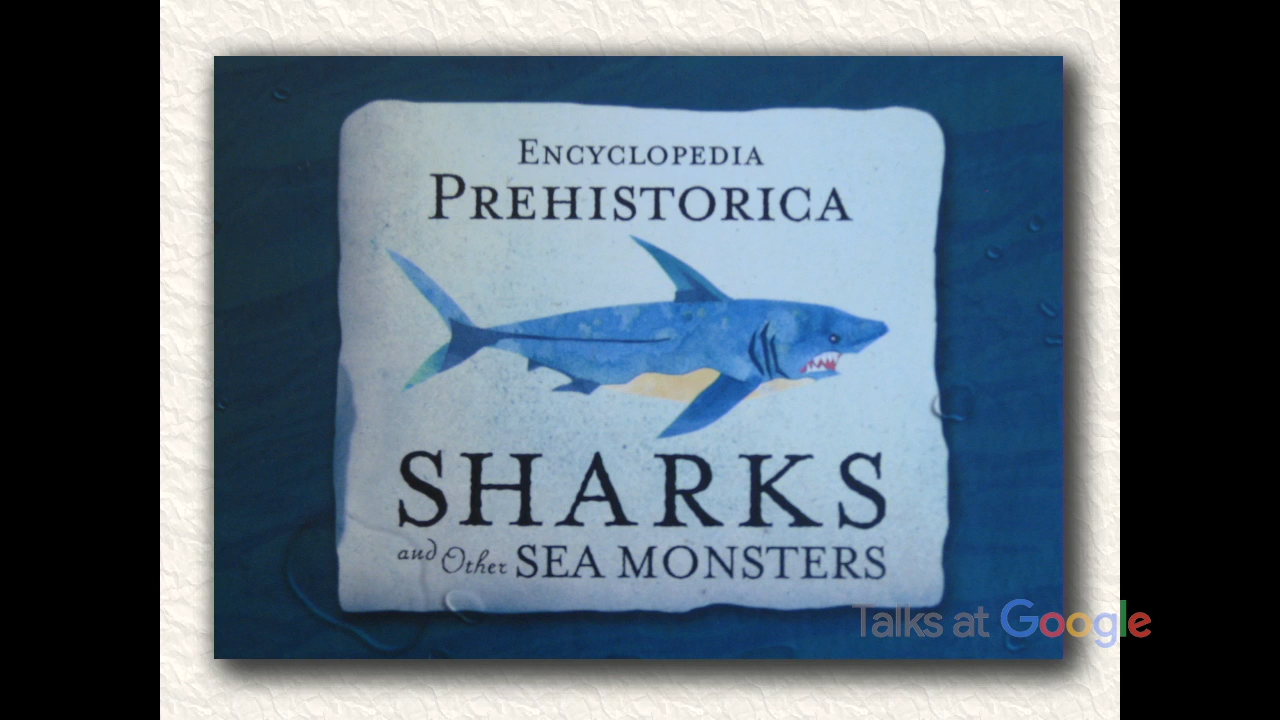 ENCYCLOPEDIA
PREHISTORICA
SHARKS
and Other SEA MONSTERS
Talks at Google